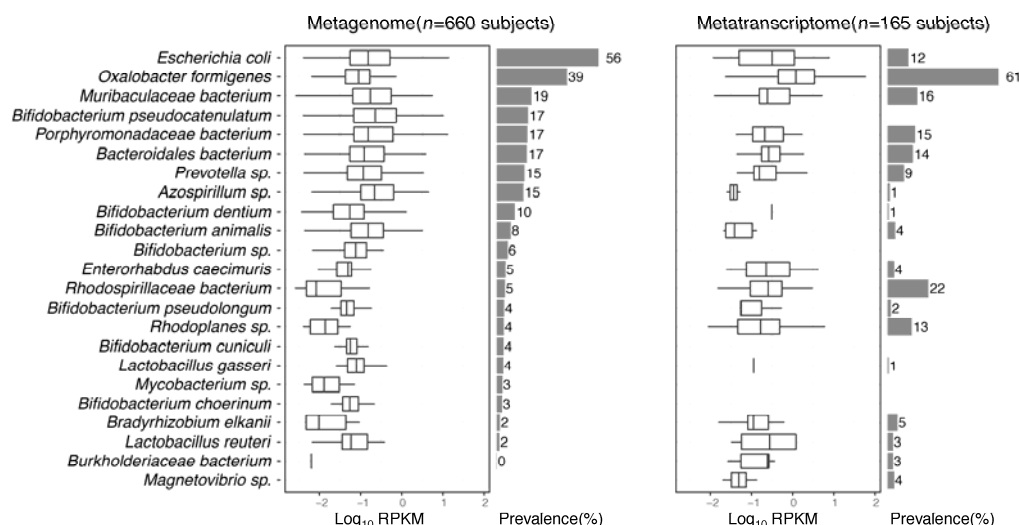 Metagenome(n=660 subjects) Metatranscriptome(n=165 subjects)
Escherichia coli 56 12
Oxalobacter formigenes 39 61
Muribaculaceae bacterium 19 16
Bifidobacterium pseudocatenulatum 17
Porphyromonadaceae bacterium 17 15
Bacteroidales bacterium 17 14
Prevotella sp. 15 9
Azospirillum sp. 15 1
Bifidobacterium dentium 10 1
Bifidobacterium animalis 8 4
Bifidobacterium sp. 6
Enterorhabdus caecimuris 5 4
Rhodospirillaceae bacterium 5 22
Bifidobacterium pseudolongum 4 2
Rhodoplanes sp. 4 13
Bifidobacterium cuniculi 4
Lactobacillus gasseri 4 1
Mycobacterium sp. 3
Bifidobacterium choerinum 3
Bradyrhizobium elkanii 2 5
Lactobacillus reuteri 2 3
Burkholderiaceae bacterium 0 3
Magnetovibrio sp. 4
−2 −1 0 1 2 −2 −1 0 1 2
Log10 RPKM Prevalence(%) Log10 RPKM Prevalence(%)